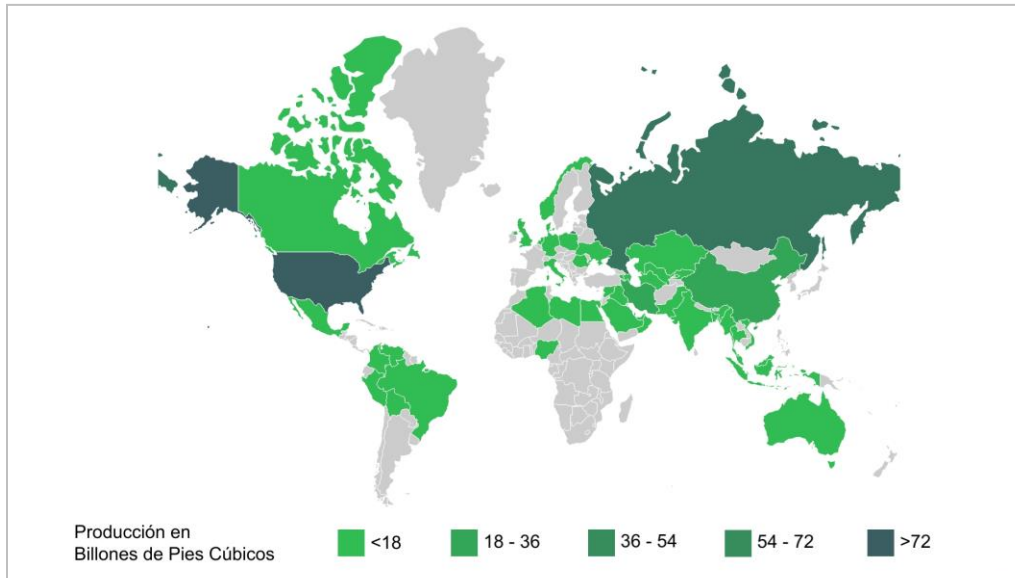 Producción en
Billones de Pies Cúbicos
<18
18 - 36
36 - 54
54 - 72
>72